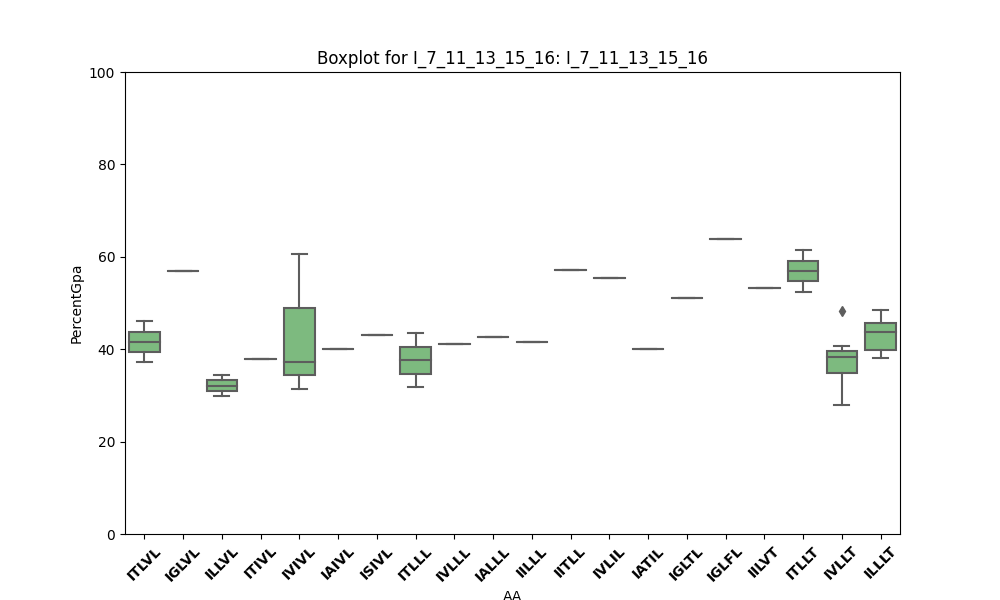 Boxplot for I_7_11_13_15_16: I_7_11_13_15_16
100
80
60
40
20
0
PercentGpa
ITLVL IGLVL ILLVL ITIVL IVIVL IAIVL ISIVL ITLLL IVLLL IALLL IILLL IITLL IVLIL IATIL IGLTL IGLFL IILVT ITLLT IVLLT ILLLT
AA